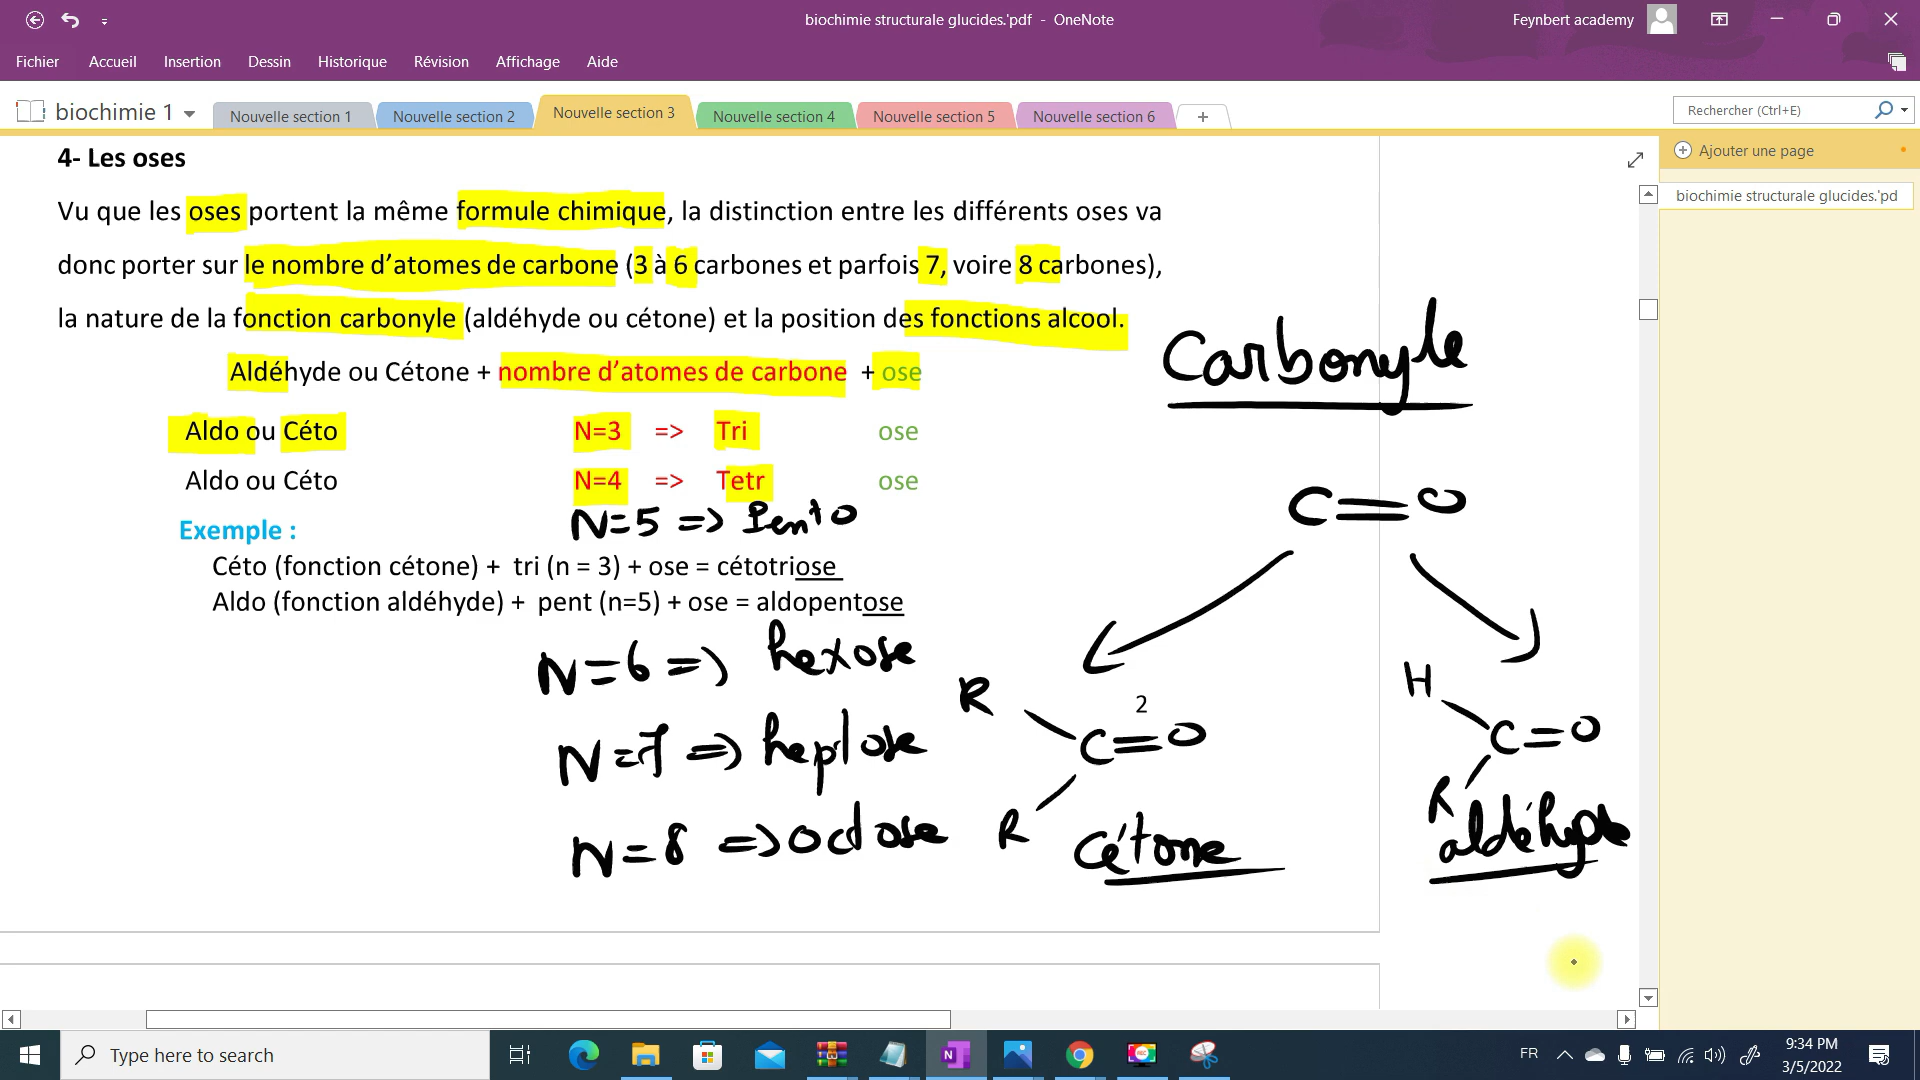 biochimie structurale glucides.'pdf - OneNote
Feynbert academy
Fichier Accueil Insertion Dessin Historique Révision Affichage Aide
biochimie 1
Nouvelle section 1 Nouvelle section 2 Nouvelle section 3 Nouvelle section 4 Nouvelle section 5 Nouvelle section 6 +
Rechercher (Ctrl+E)
Ajouter une page
biochimie structurale glucides.'pd
4- Les oses
Vu que les oses portent la même formule chimique, la distinction entre les différents oses va
donc porter sur le nombre d'atomes de carbone (3 à 6 carbones et parfois 7, voire 8 carbones),
la nature de la fonction carbonyle (aldéhyde ou cétone) et la position des fonctions alcool.
Aldéhyde ou Cétone + nombre d'atomes de carbone + ose
Aldo ou Céto N=3 => Tri ose
Aldo ou Céto N=4 => Tetr ose
N=5 => Pento
Exemple :
Céto (fonction cétone) + tri (n = 3) + ose = cétotriose
Aldo (fonction aldéhyde) + pent (n=5) + ose = aldopentose
N=6 => hexose
N=7 => heptose
N=8 => octose
Carbonyle
C=O
R
2
C=O
R
Cétone
H
C=O
R
aldéhyde
Type here to search
FR
9:34 PM
3/5/2022